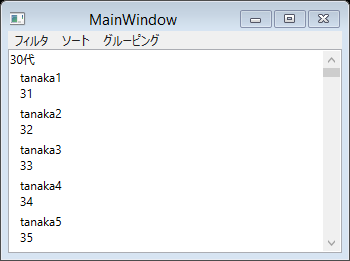 MainWindow
フィルタ ソート グルーピング
30代
tanaka1
31
tanaka2
32
tanaka3
33
tanaka4
34
tanaka5
35